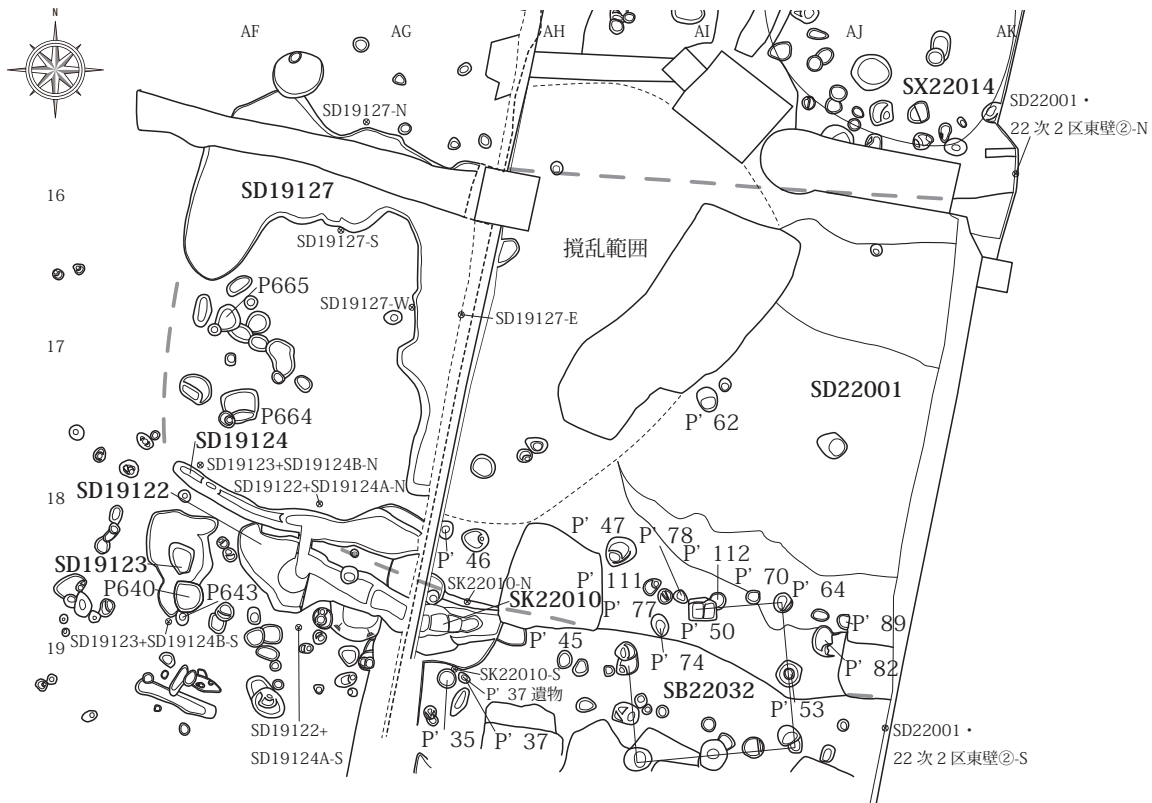 N
AF
AG
AH
AI
AJ
AK
SX22014
SD22001・
22 次 2 区東壁②-N
SD19127-N
16
SD19127
SD19127-S
攪乱範囲
P665
SD19127-W
SD19127-E
17
SD22001
P664
P' 62
SD19124
SD19123+SD19124B-N
SD19122+SD19124A-N
18
SD19122
P' 47
P' 78
P' 46
P' 112
SD19123
P' 111
P' 70
P' 64
SK22010-N
P640
P643
SK22010
P' 77
P' 50
P' 89
SD19123+SD19124B-S
P' 45
19
P' 74
P' 82
SK22010-S
P' 37 遺物
SB22032
P' 53
SD19122+
SD19124A-S
P' 35
P' 37
SD22001・
22 次 2 区東壁②-S